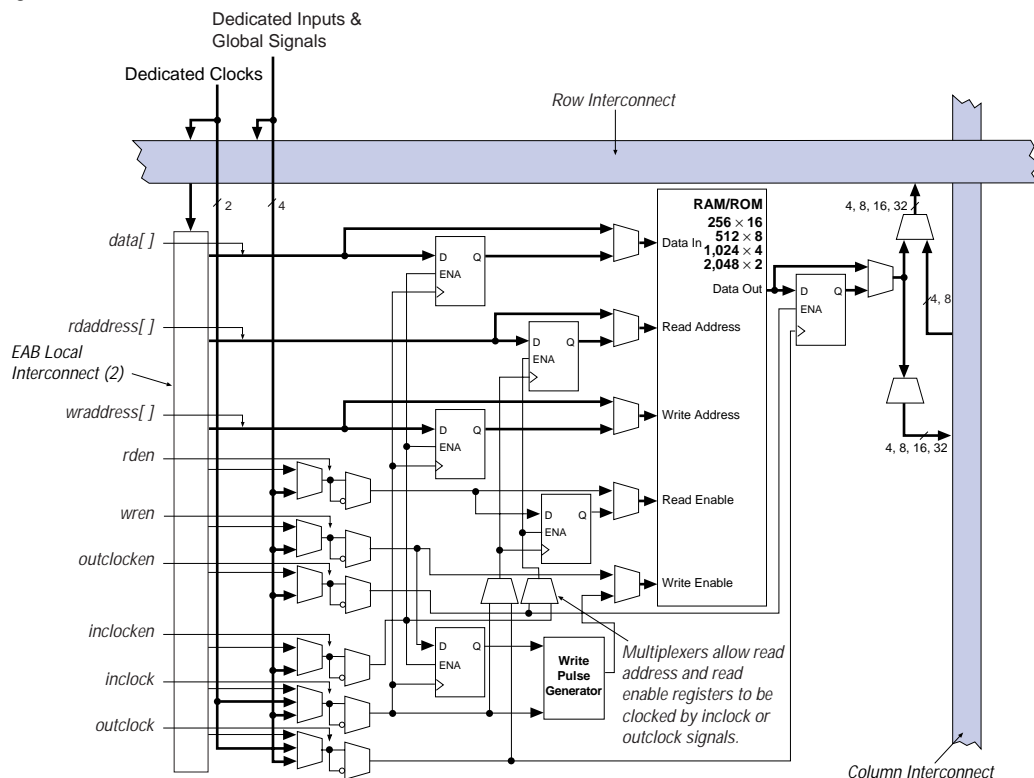 Dedicated Inputs &
Global Signals
Dedicated Clocks
Row Interconnect
2
4
4, 8, 16, 32
RAM/ROM
256 × 16
512 × 8
1,024 × 4
2,048 × 2
data[ ]
D
Q
ENA
Data In
Data Out
D
Q
ENA
4, 8
rdaddress[ ]
D
Q
ENA
Read Address
EAB Local
Interconnect (2)
wraddress[ ]
D
Q
ENA
Write Address
4, 8, 16, 32
rden
D
Q
ENA
Read Enable
wren
outclocken
Write Enable
inclocken
D
Q
ENA
Write
Pulse
Generator
Multiplexers allow read
address and read
enable registers to be
clocked by inclock or
outclock signals.
inclock
outclock
Column Interconnect